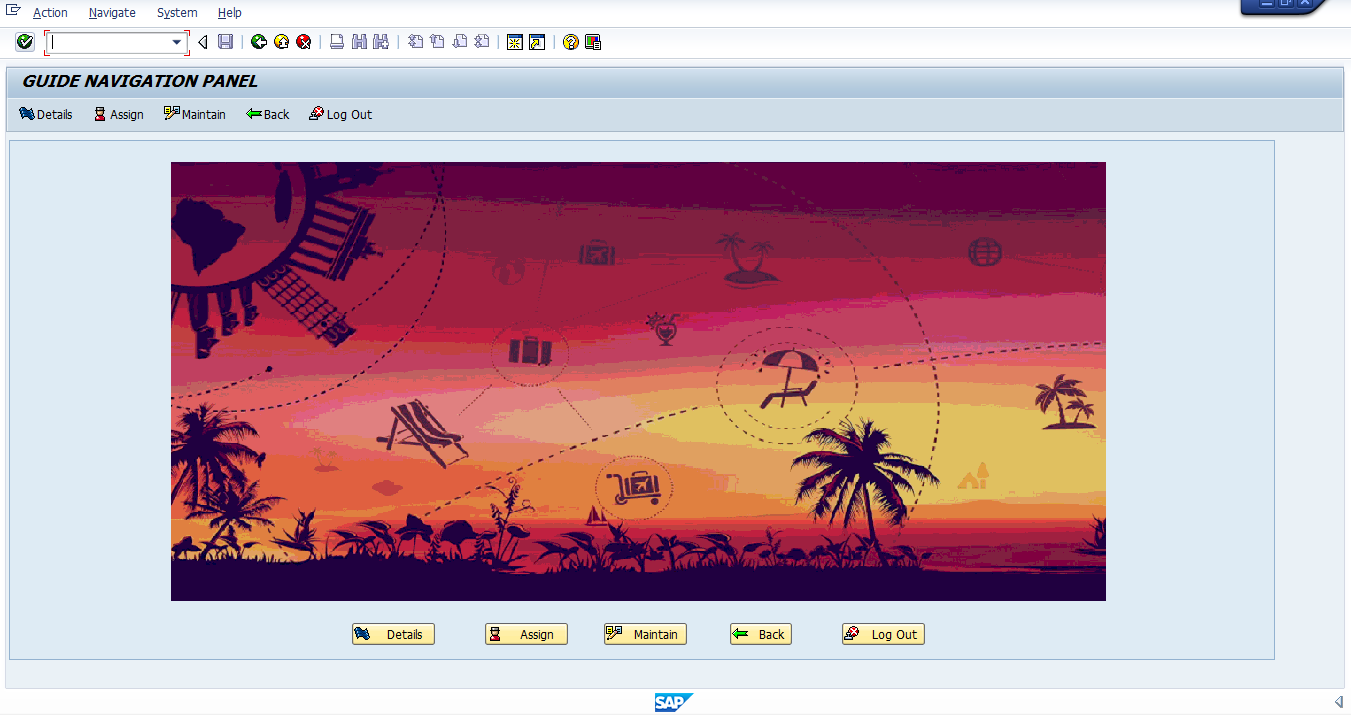 Action Navigate System Help
GUIDE NAVIGATION PANEL
Details Assign Maintain Back Log Out
Details Assign Maintain Back Log Out
SAP